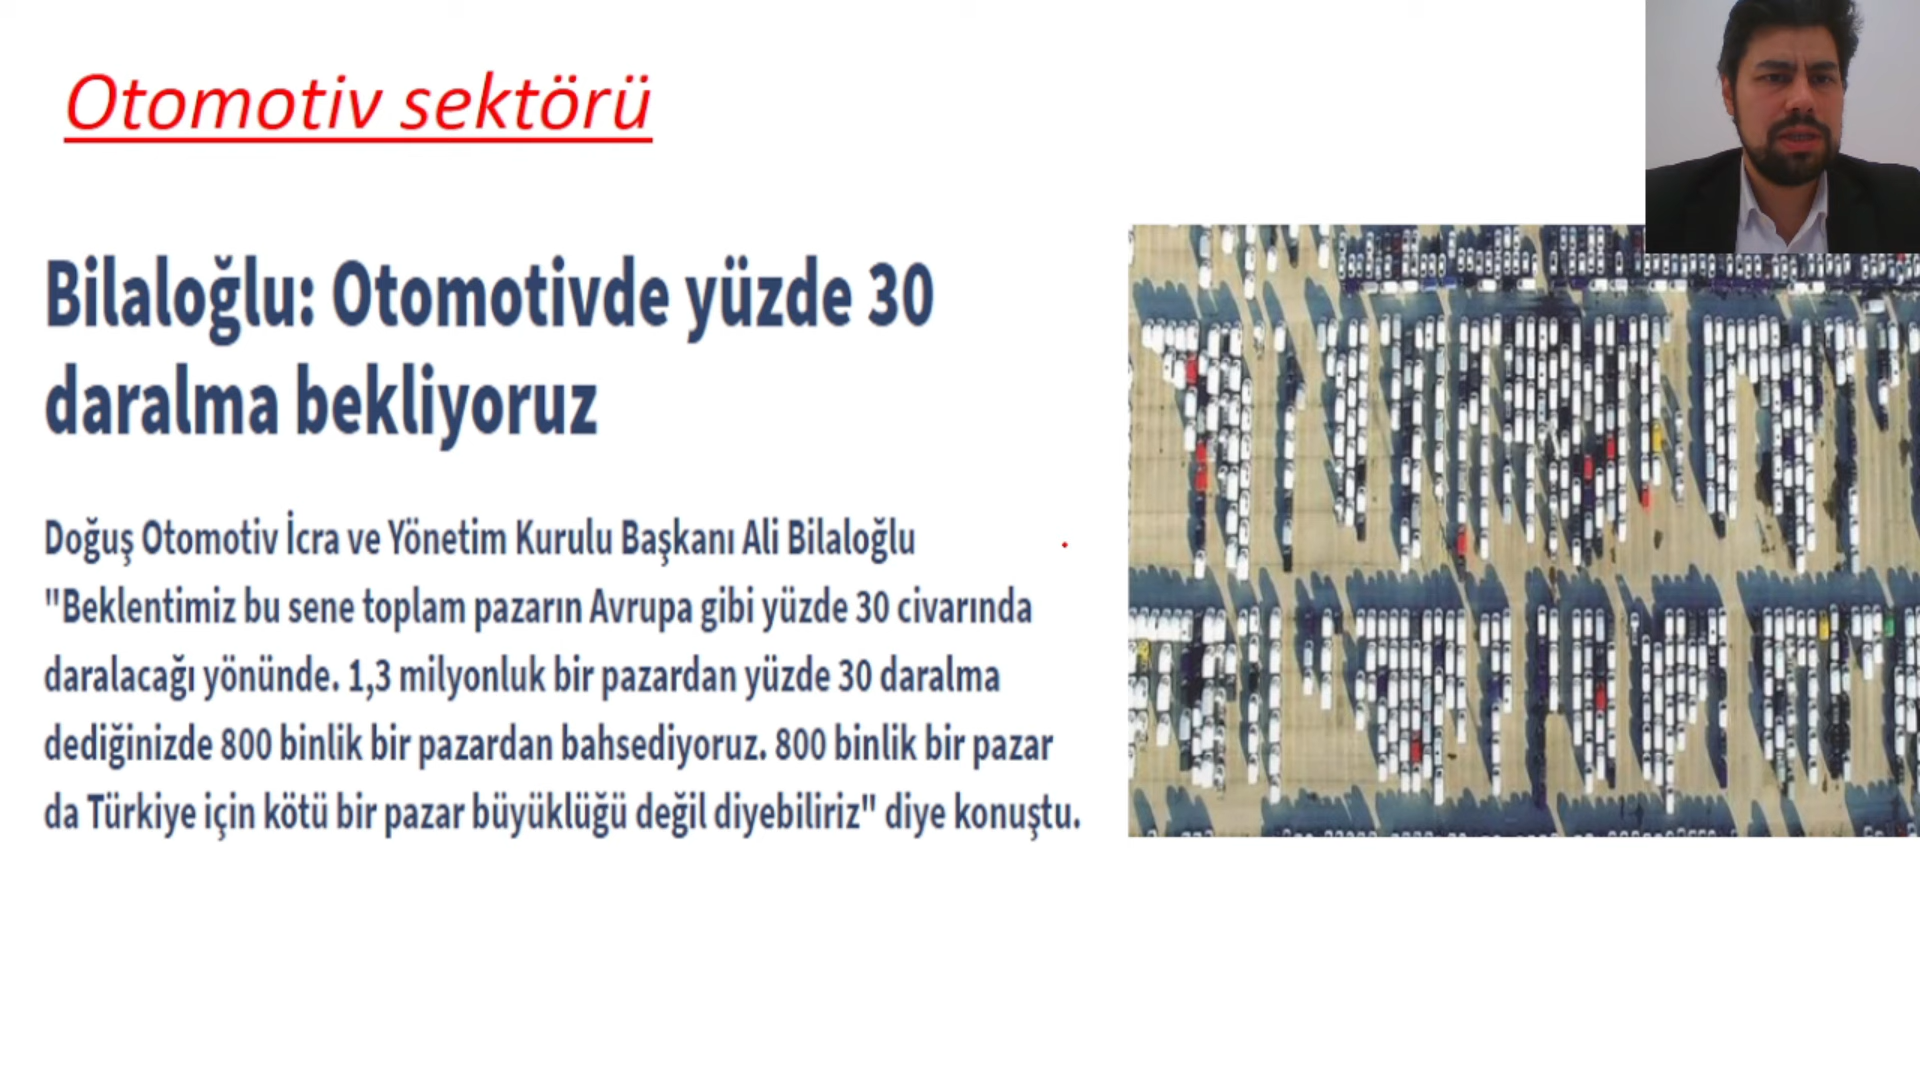 Otomotiv sektörü
Bilaloğlu: Otomotivde yüzde 30
daralma bekliyoruz
Doğuş Otomotiv İcra ve Yönetim Kurulu Başkanı Ali Bilaloğlu
"Beklentimiz bu sene toplam pazarın Avrupa gibi yüzde 30 civarında
daralacağı yönünde. 1,3 milyonluk bir pazardan yüzde 30 daralma
dediğinizde 800 binlik bir pazardan bahsediyoruz. 800 binlik bir pazar
da Türkiye için kötü bir pazar büyüklüğü değil diyebiliriz" diye konuştu.